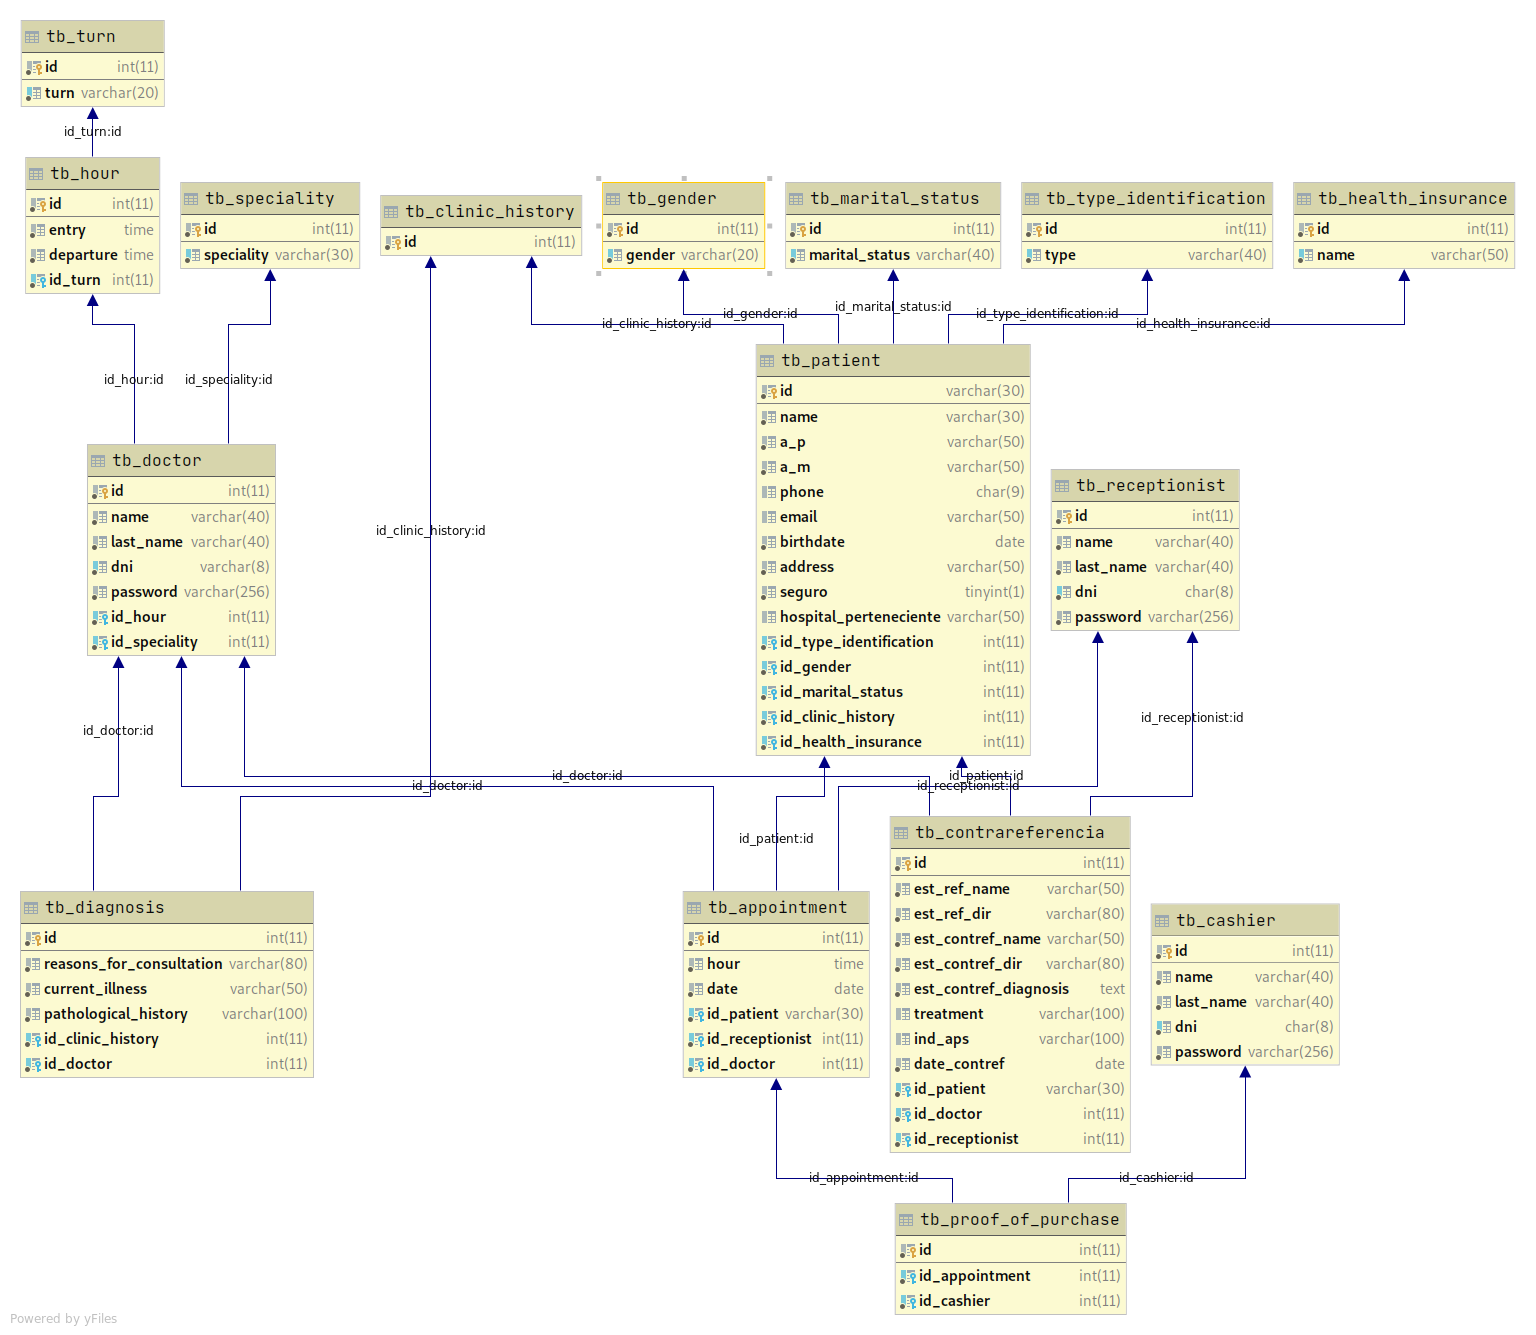 tb_turn
id int(11)
turn varchar(20)
id_turn:id
tb_hour
id int(11)
entry time
departure time
id_turn int(11)
tb_speciality
id int(11)
speciality varchar(30)
tb_clinic_history
id int(11)
tb_gender
id int(11)
gender varchar(20)
tb_marital_status
id int(11)
marital_status varchar(40)
tb_type_identification
id int(11)
type varchar(40)
tb_health_insurance
id int(11)
name varchar(50)
id_clinic_history:id
id_gender:id
id_marital_status:id
id_type_identification:id
id_health_insurance:id
id_hour:id
id_speciality:id
tb_patient
id varchar(30)
name varchar(30)
a_p varchar(50)
a_m varchar(50)
phone char(9)
email varchar(50)
birthdate date
address varchar(50)
seguro tinyint(1)
hospital_perteneciente varchar(50)
id_type_identification int(11)
id_gender int(11)
id_marital_status int(11)
id_clinic_history int(11)
id_health_insurance int(11)
tb_doctor
id int(11)
name varchar(40)
last_name varchar(40)
dni varchar(8)
password varchar(256)
id_hour int(11)
id_speciality int(11)
id_clinic_history:id
tb_receptionist
id int(11)
name varchar(40)
last_name varchar(40)
dni char(8)
password varchar(256)
id_doctor:id
id_receptionist:id
id_doctor:id
id_patient:id
id_doctor:id
id_receptionist:id
id_patient:id
tb_diagnosis
id int(11)
reasons_for_consultation varchar(80)
current_illness varchar(50)
pathological_history varchar(100)
id_clinic_history int(11)
id_doctor int(11)
tb_appointment
id int(11)
hour time
date date
id_patient varchar(30)
id_receptionist int(11)
id_doctor int(11)
tb_contrareferencia
id int(11)
est_ref_name varchar(50)
est_ref_dir varchar(80)
est_contref_name varchar(50)
est_contref_dir varchar(80)
est_contref_diagnosis text
treatment varchar(100)
ind_aps varchar(100)
date_contref date
id_patient varchar(30)
id_doctor int(11)
id_receptionist int(11)
tb_cashier
id int(11)
name varchar(40)
last_name varchar(40)
dni char(8)
password varchar(256)
id_appointment:id
id_cashier:id
tb_proof_of_purchase
id int(11)
id_appointment int(11)
id_cashier int(11)
Powered by yFiles